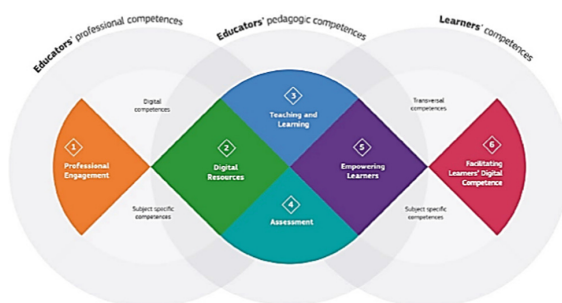 Educators' professional competences
Educators' pedagogic competences
Learners' competences
Digital
competences
Transversal
competences
1
Professional
Engagement
2
Digital
Resources
3
Teaching and
Learning
4
Assessment
5
Empowering
Learners
6
Facilitating
Learners' Digital
Competence
Subject specific
competences
Subject specific
competences